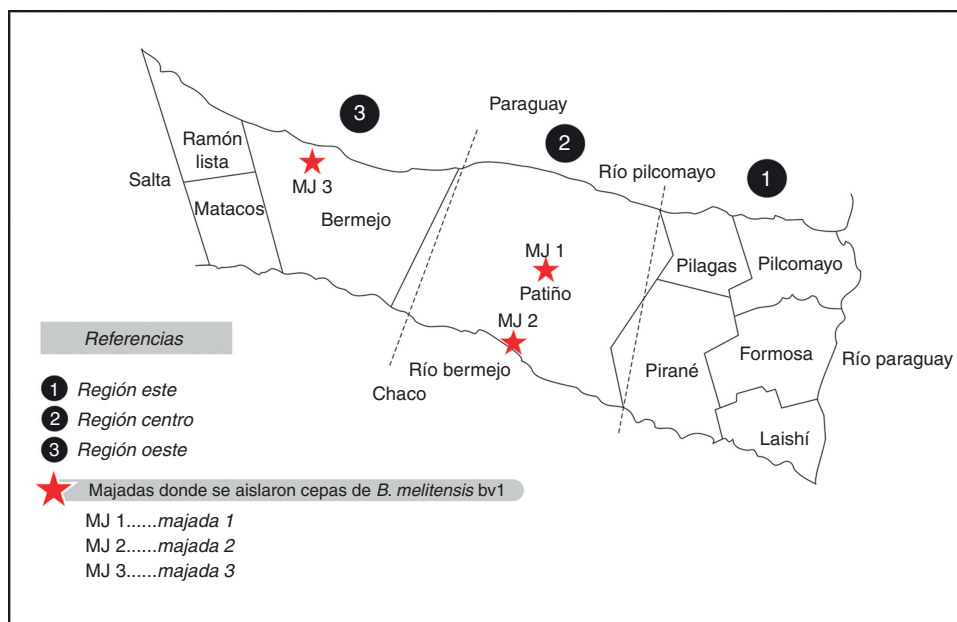 3
Paraguay
2
Río pilcomayo
1
Ramón
lista
Salta
MJ 3
Matacos
Bermejo
MJ 1
Patiño
Pilagas
Pilcomayo
MJ 2
Río bermejo
Chaco
Pirané
Formosa
Río paraguay
Laishí
Referencias
1 Región este
2 Región centro
3 Región oeste
Majadas donde se aislaron cepas de B. melitensis bv1
MJ 1......majada 1
MJ 2......majada 2
MJ 3......majada 3